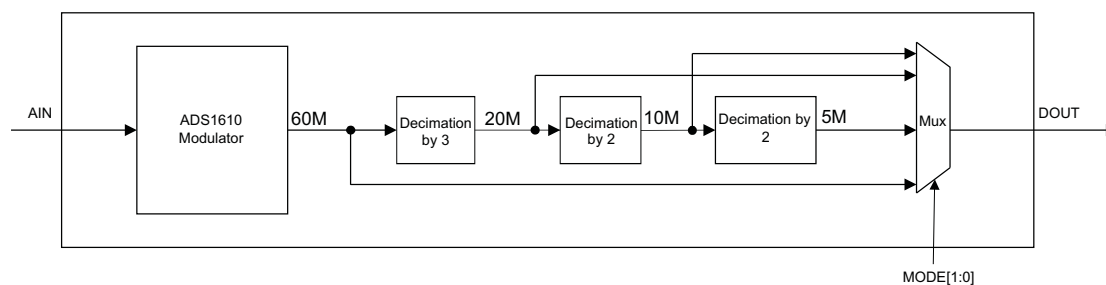 AIN
ADS1610
Modulator
60M
Decimation
by 3
20M
Decimation
by 2
10M
Decimation by
2
5M
Mux
DOUT
MODE[1:0]